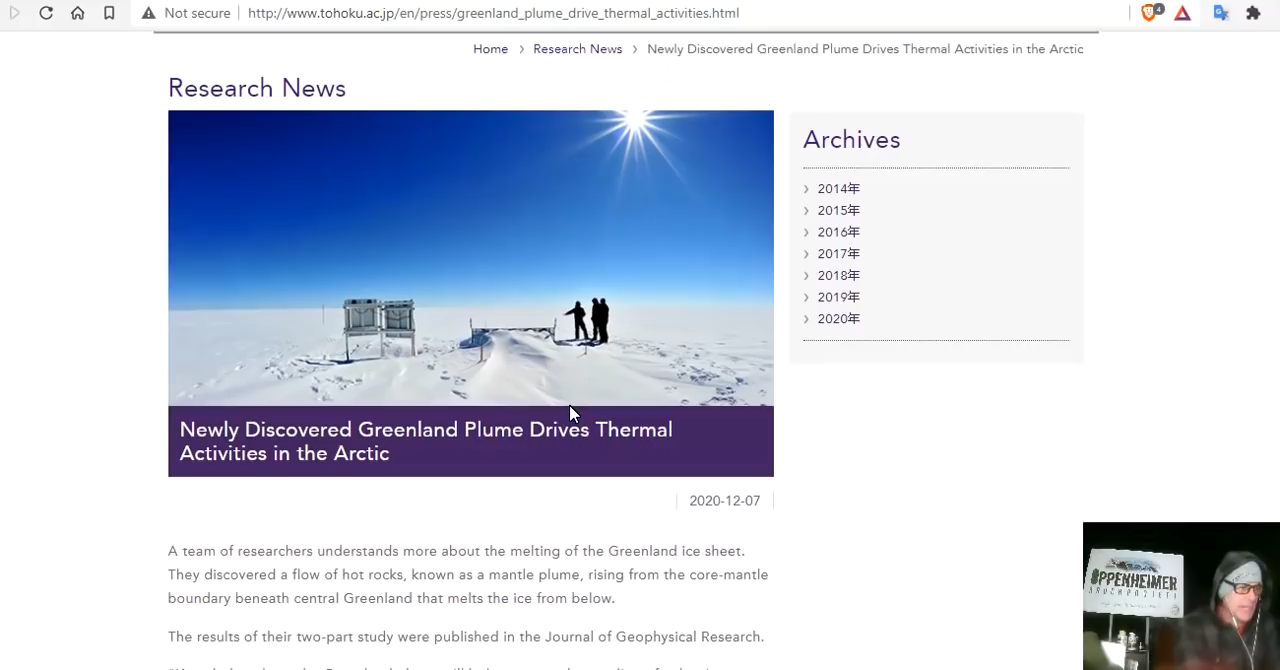 Not secure | http://www.tohoku.ac.jp/en/press/greenland_plume_drive_thermal_activities.html
4
Home › Research News › Newly Discovered Greenland Plume Drives Thermal Activities in the Arctic
Research News
Newly Discovered Greenland Plume Drives Thermal
Activities in the Arctic
2020-12-07
A team of researchers understands more about the melting of the Greenland ice sheet.
They discovered a flow of hot rocks, known as a mantle plume, rising from the core-mantle
boundary beneath central Greenland that melts the ice from below.
The results of their two-part study were published in the Journal of Geophysical Research.
Archives
› 2014年
› 2015年
› 2016年
› 2017年
› 2018年
› 2019年
› 2020年
OPPENHEIMER